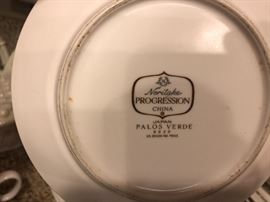 Noritake
PROGRESSION
CHINA
JAPAN
PALOS VERDE